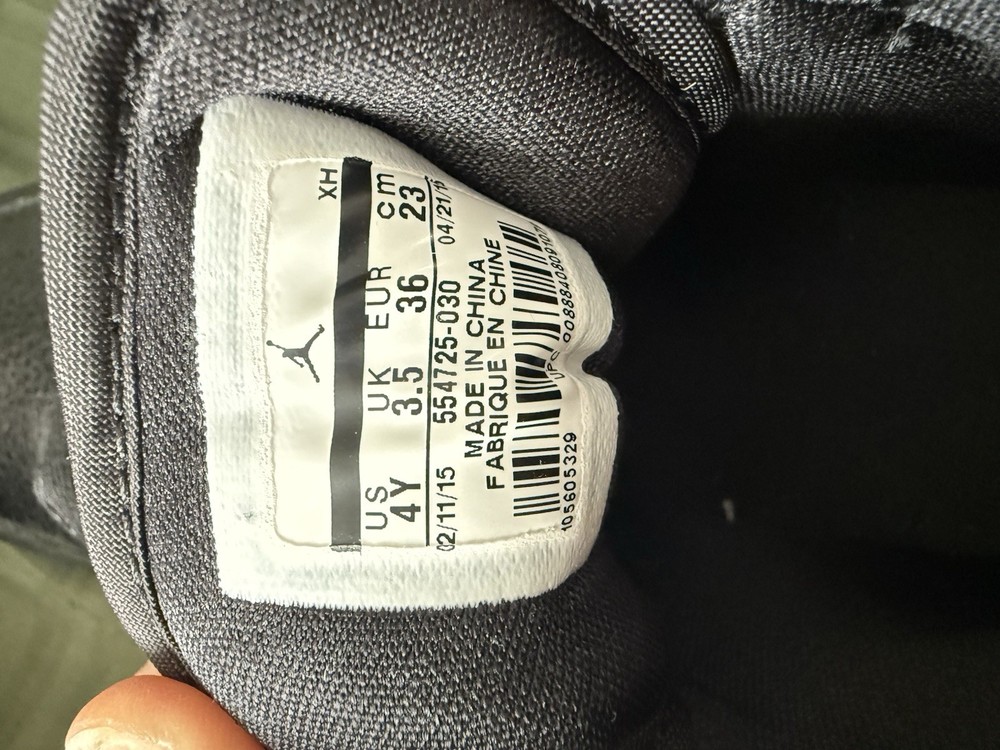 XH
US UK EUR cm
4Y 3.5 36 23
02/11/15 554725-030 04/21/15
MADE IN CHINA
FABRIQUE EN CHINE
UPC
105605329